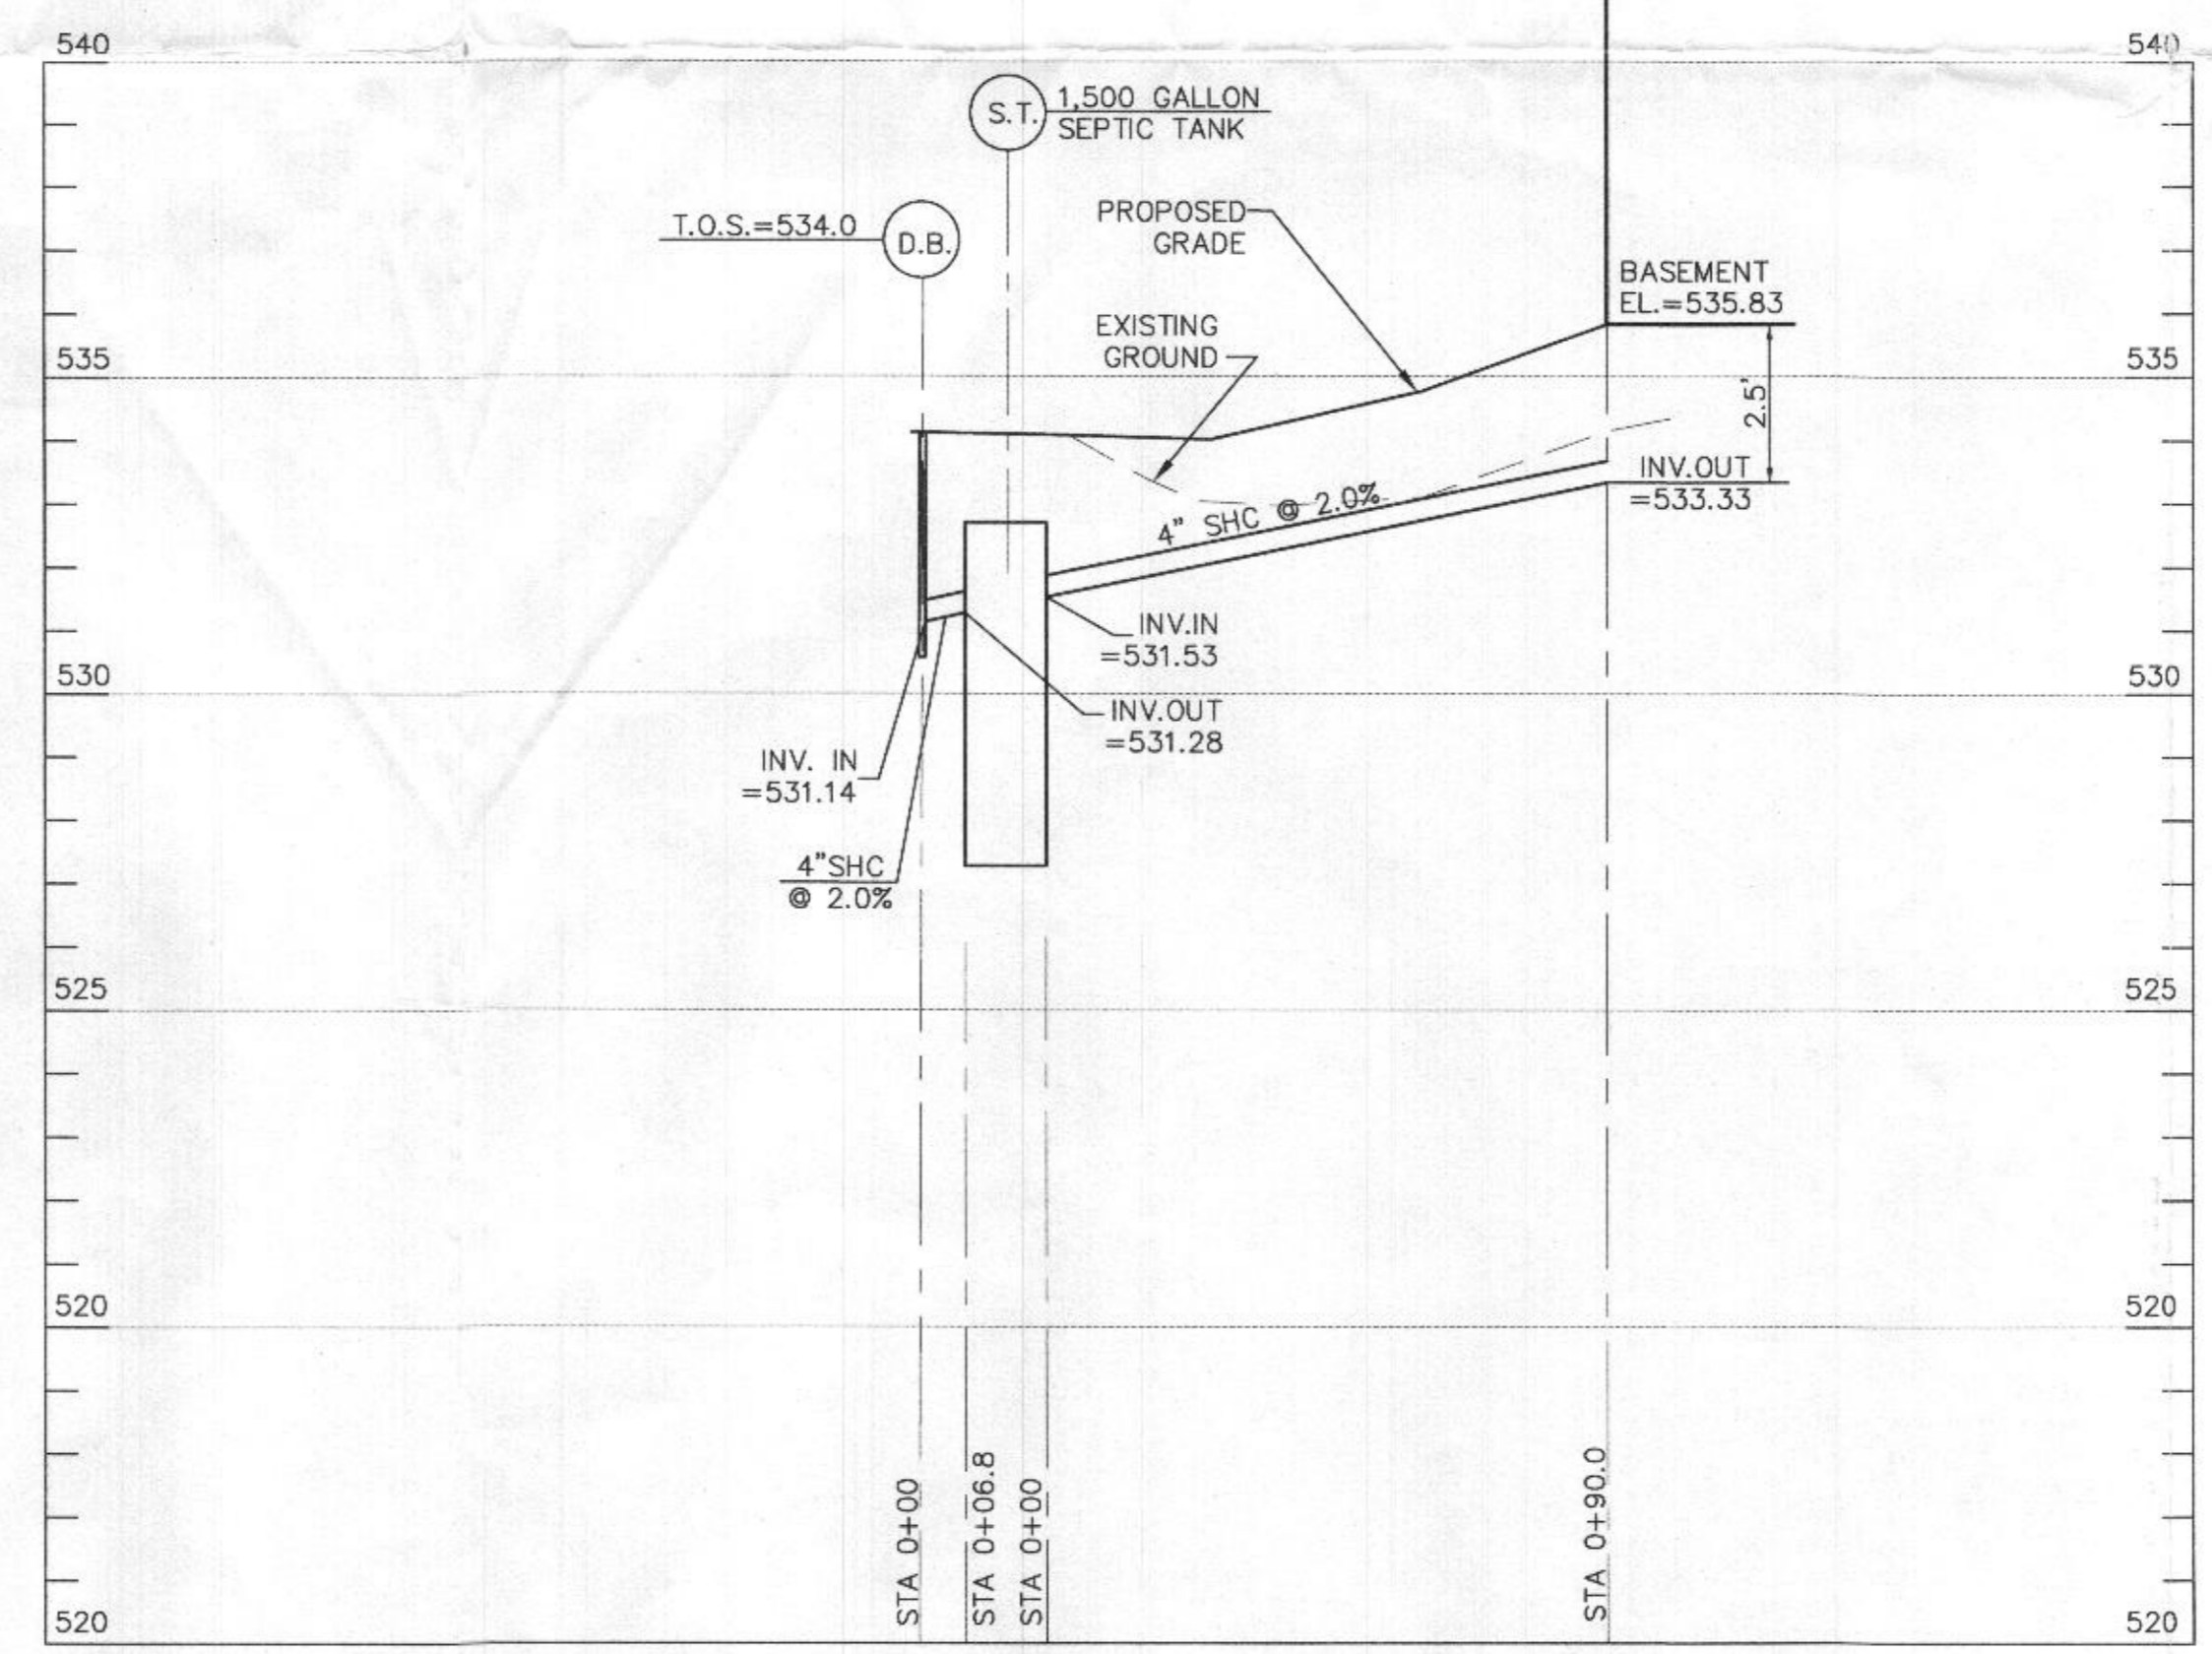 540
540
S.T.
1,500 GALLON
SEPTIC TANK
T.O.S.=534.0
D.B.
PROPOSED
GRADE
BASEMENT
EL.=535.83
EXISTING
GROUND
535
535
2.5'
INV.OUT
=533.33
4" SHC @ 2.0%
INV.IN
=531.53
530
530
INV.OUT
=531.28
INV. IN
=531.14
4"SHC
@ 2.0%
525
525
520
520
STA 0+00
STA 0+06.8
STA 0+00
STA 0+90.0
520
520